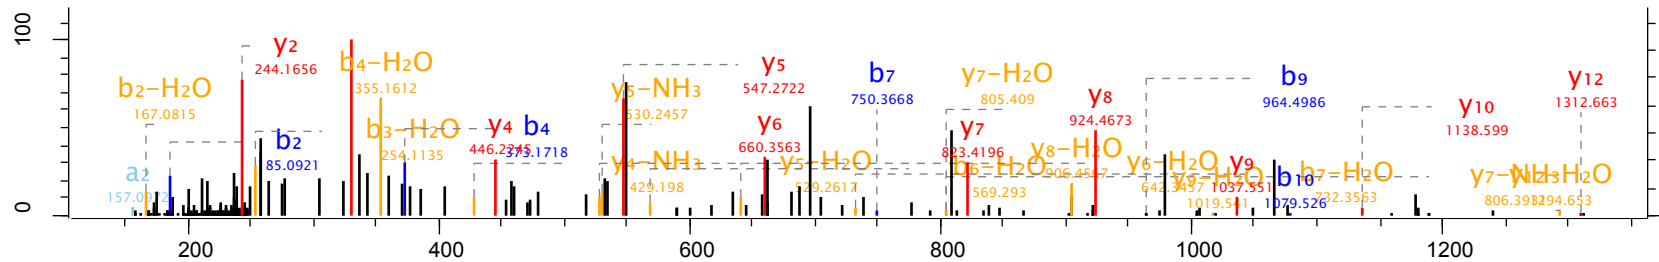 100
0
200
400
600
800
1000
1200
a2
157.0972
b2-H2O
167.0815
b2
y2
244.1656
b3-H2O
254.1135
b4-H2O
355.1612
b4
373.1718
y4
446.2245
y4-NH3
429.198
y5-NH3
530.2457
y5-H2O
529.2617
y5
547.2722
y6
660.3563
b7
750.3668
y7-H2O
805.409
y7
823.4196
b6-H2O
569.293
y8-H2O
y8
924.4673
b9
964.4986
y6-H2O
642.3457
y9-H2O
1019.541
y9
1037.551
b10
1079.526
b7-H2O
732.3563
y10
1138.599
y12
1312.663